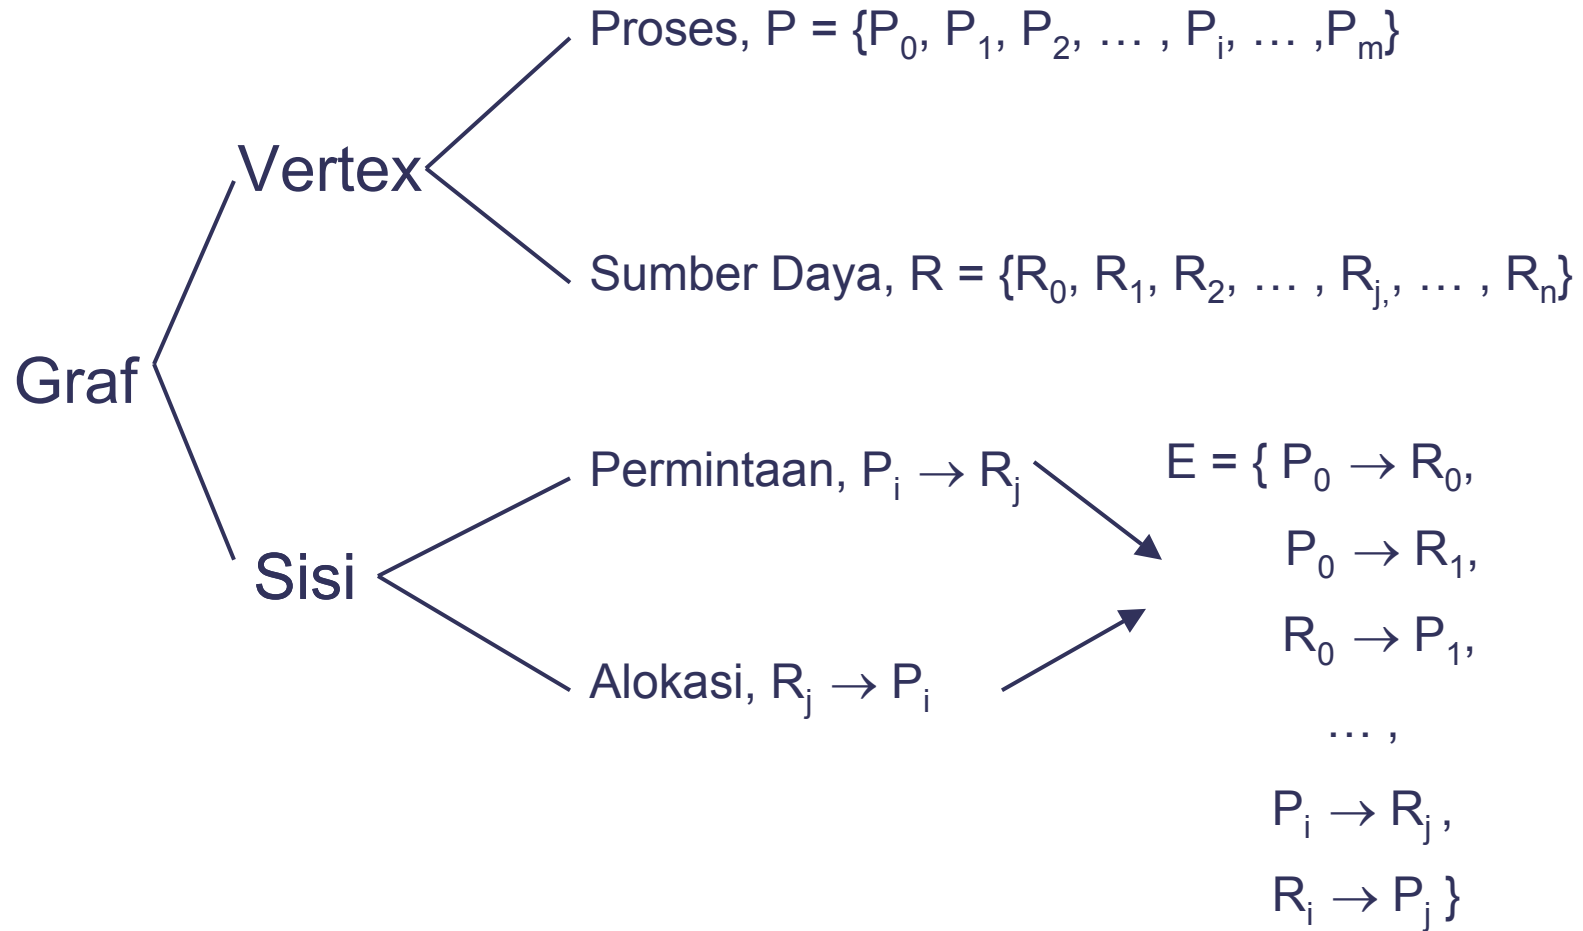 Proses, P = {P₀, P₁, P₂, … , Pᵢ, … ,Pₘ}
Vertex
Sumber Daya, R = {R₀, R₁, R₂, … , Rⱼ,, … , Rₙ}
Graf
Permintaan, Pᵢ → Rⱼ
Sisi
Alokasi, Rⱼ → Pᵢ
E = { P₀ → R₀,
P₀ → R₁,
R₀ → P₁,
… ,
Pᵢ → Rⱼ ,
Rᵢ → Pⱼ }